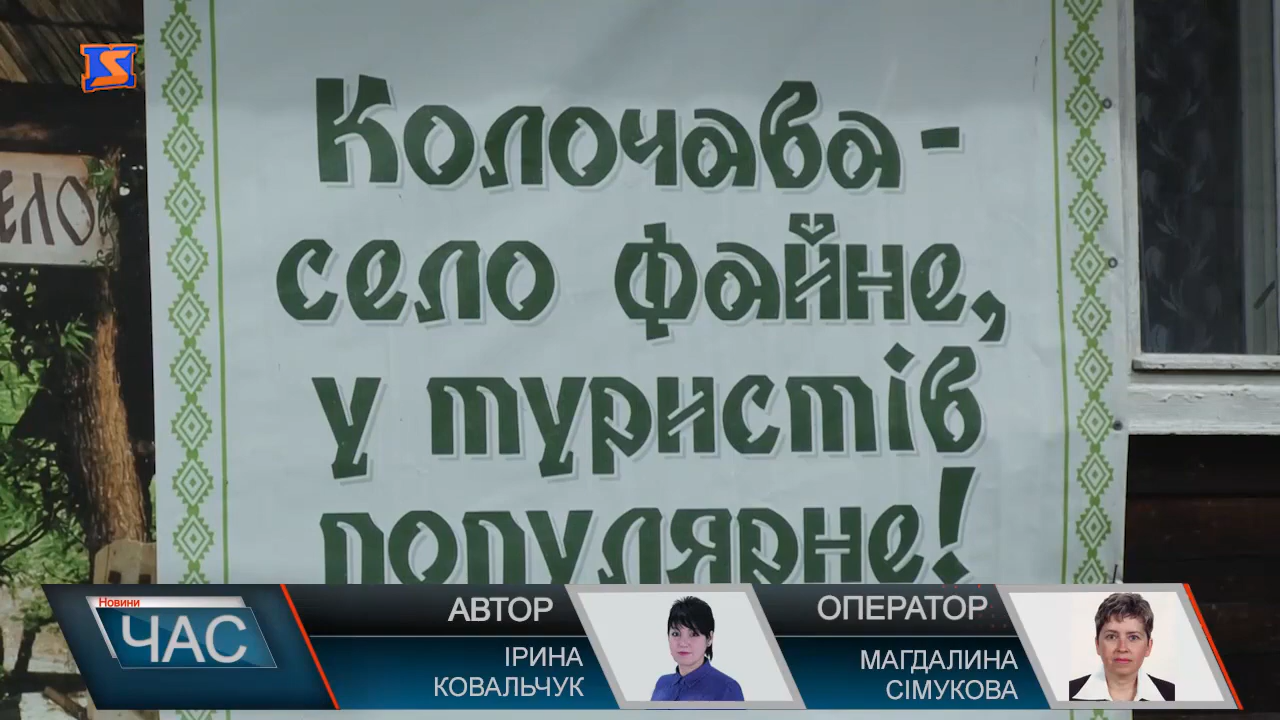 Колочава -
село файне,
у туристів
популярне!
ЕЛО
Новини
ЧАС
АВТОР
ІРИНА
КОВАЛЬЧУК
ОПЕРАТОР
МАГДАЛИНА
СІМУКОВА